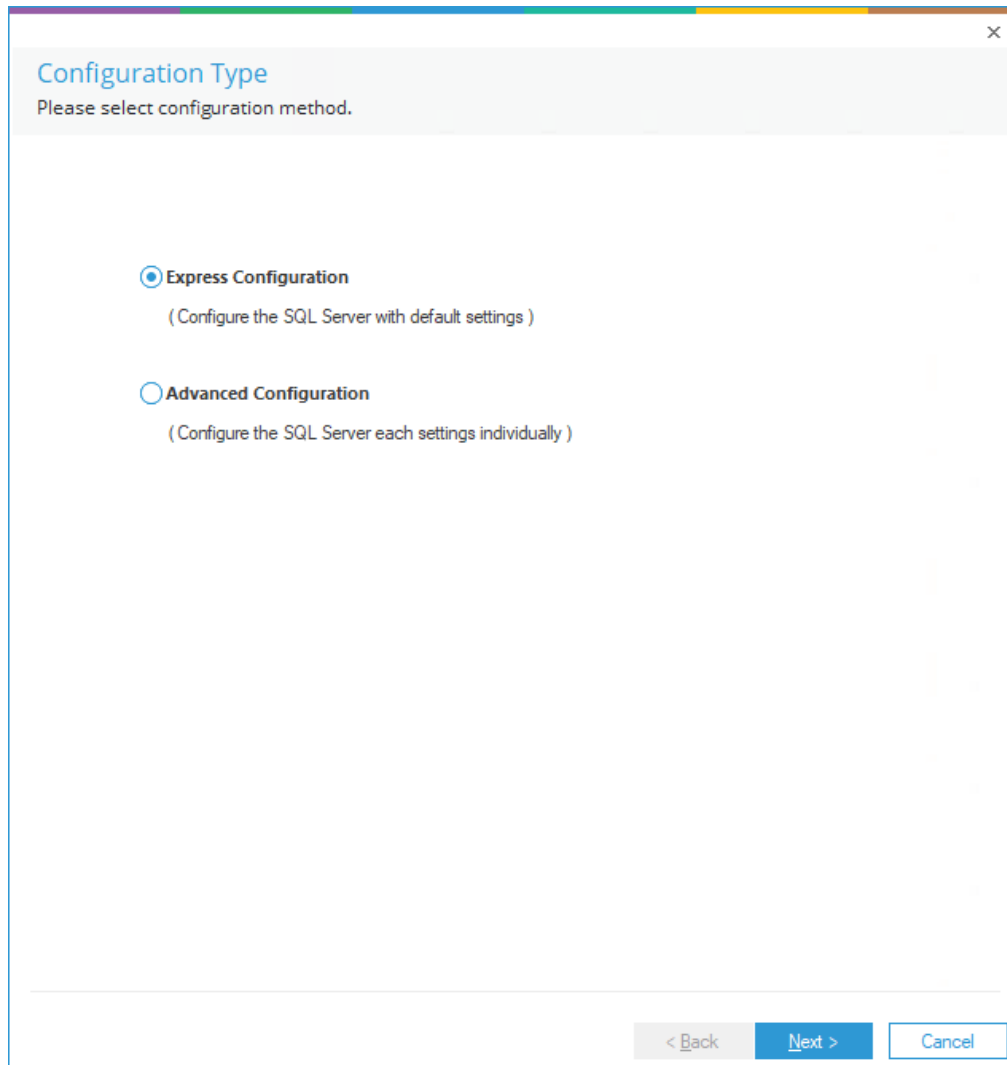 Configuration Type
Please select configuration method.
Express Configuration
( Configure the SQL Server with default settings )
Advanced Configuration
( Configure the SQL Server each settings individually )
< Back
Next >
Cancel